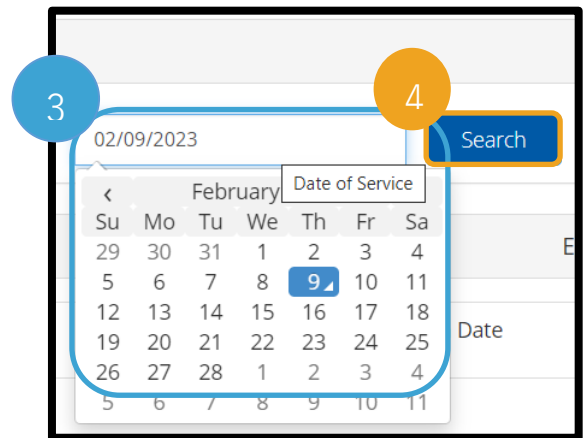 3
4
02/09/2023
Search
‹ February
Date of Service
Su Mo Tu We Th Fr Sa
29 30 31 1 2 3 4
5 6 7 8 9 10 11
12 13 14 15 16 17 18
19 20 21 22 23 24 25
26 27 28 1 2 3 4
5 6 7 8 9 10 11
E
Date